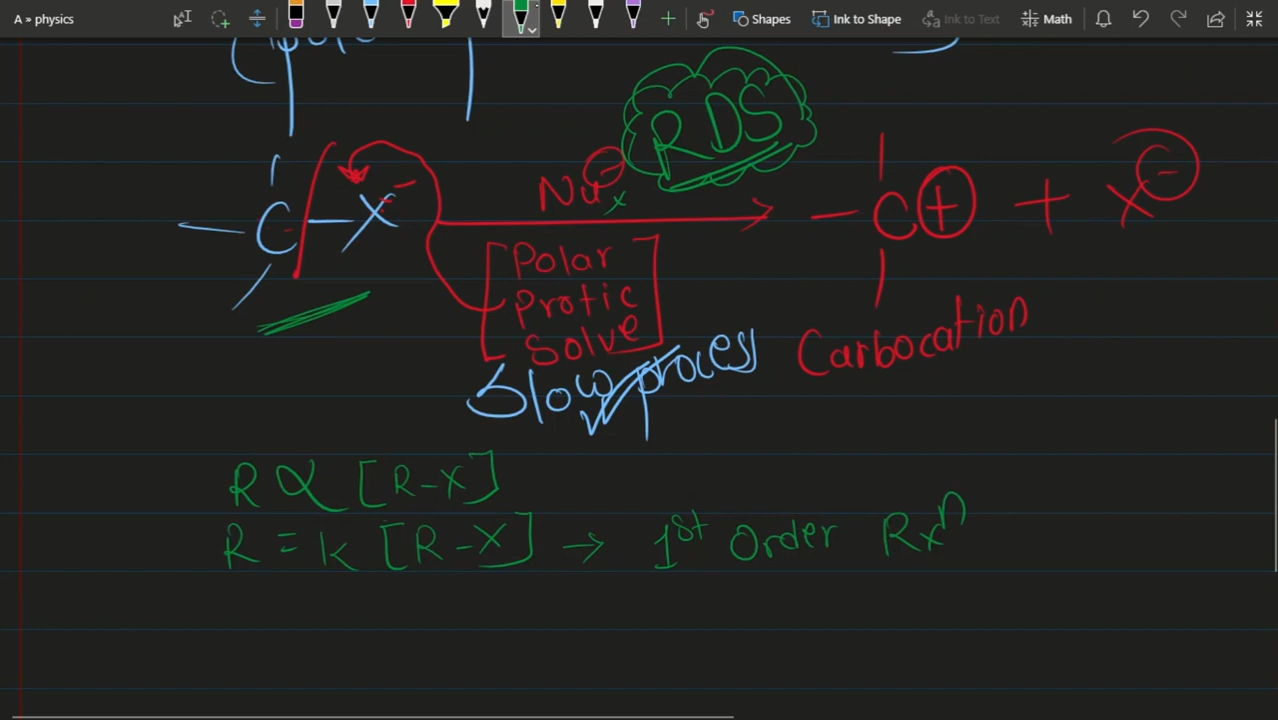 A » physics
Shapes Ink to Shape Ink to Text Math
RDS
C – X⁻ Nu⁻ x – C⊕ + X⊖
Polar
Protic
Solve
Slow process
Carbocation
R ∝ [R-X]
R = k [R-X] → 1st Order Rxn